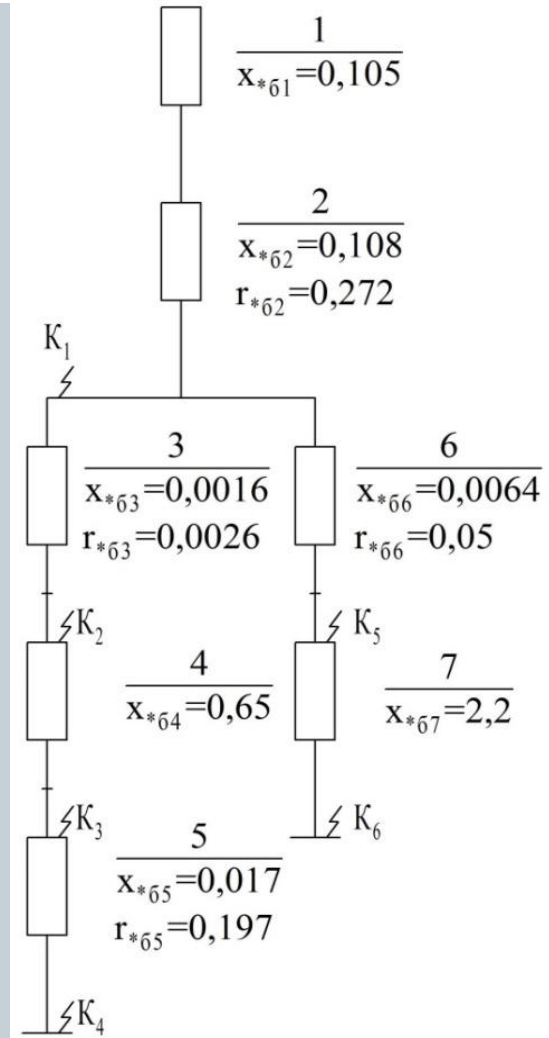 1
x*б1=0,105
2
x*б2=0,108
r*б2=0,272
К1
3
x*б3=0,0016
r*б3=0,0026
6
x*б6=0,0064
r*б6=0,05
К2
К5
4
x*б4=0,65
7
x*б7=2,2
К3
К6
5
x*б5=0,017
r*б5=0,197
К4